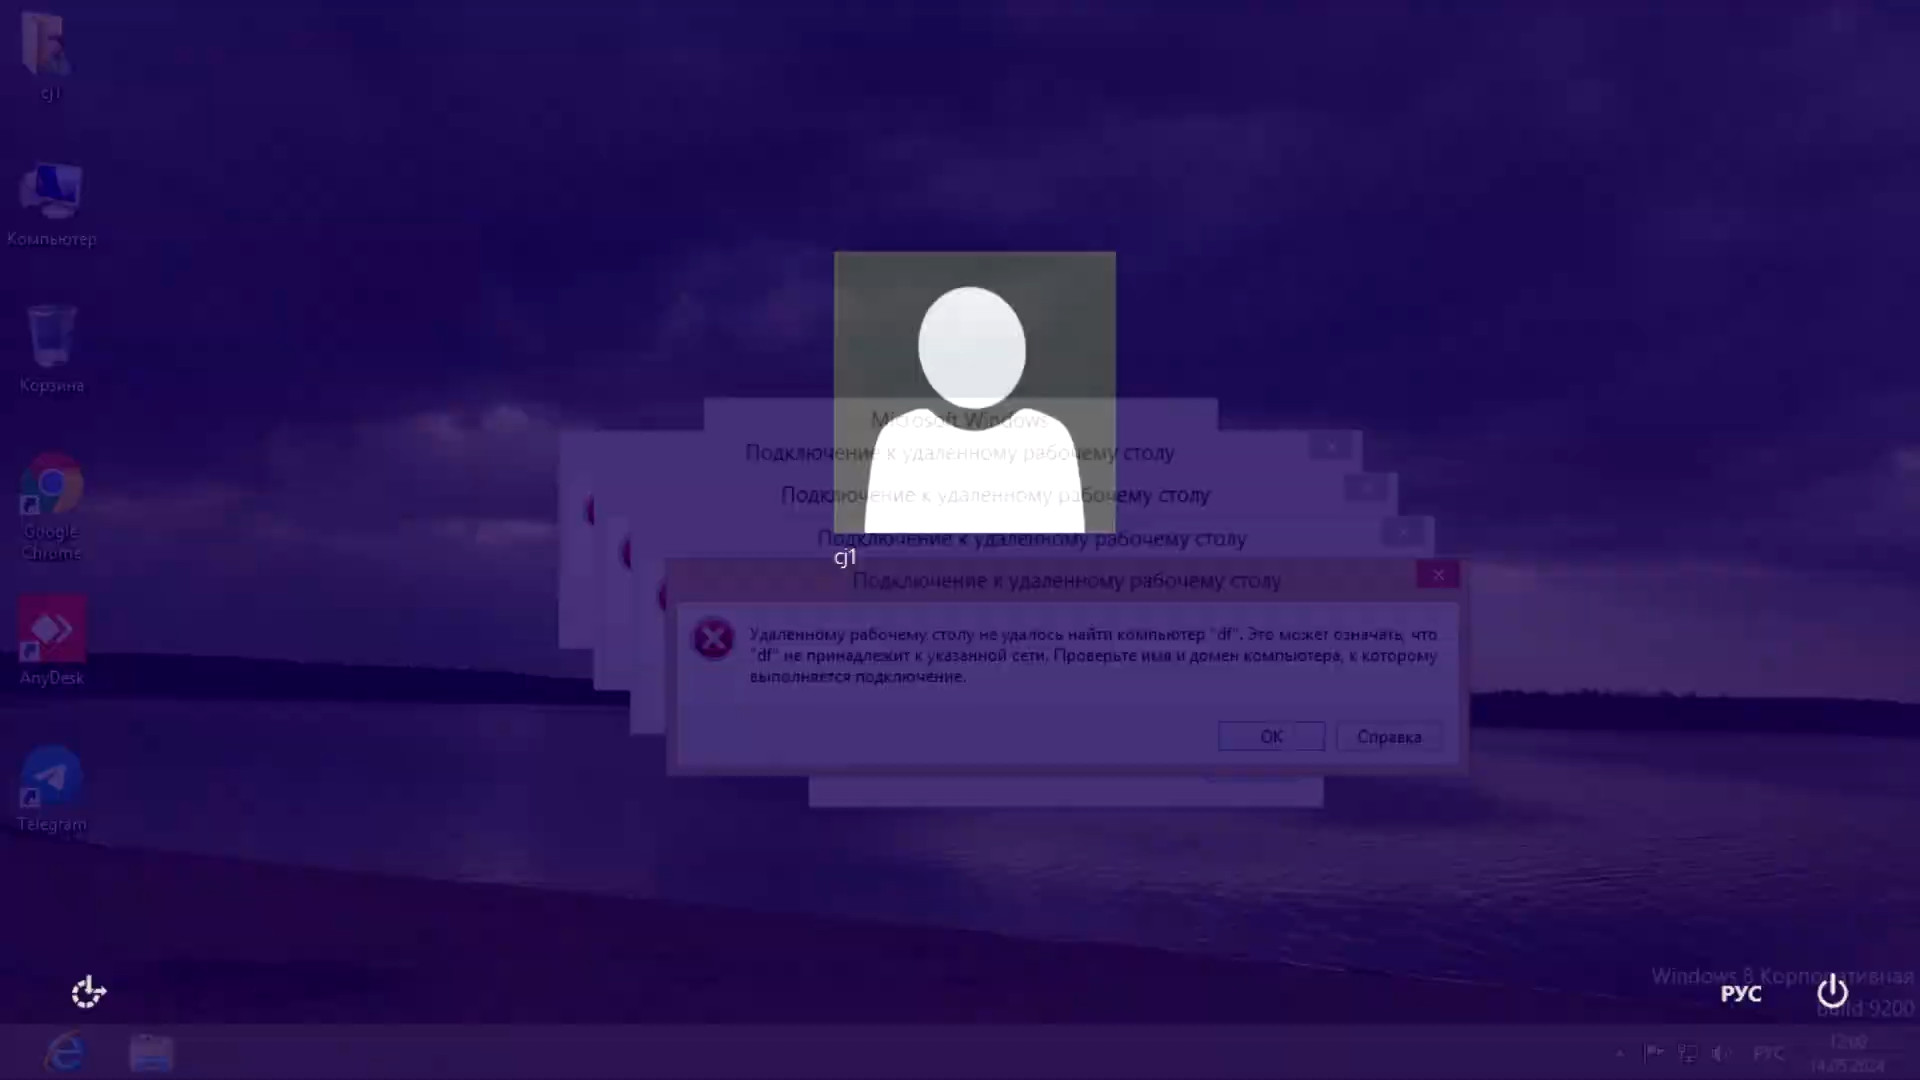 cj1
Компьютер
Корзина
Google
Chrome
AnyDesk
Telegram
Microsoft Windows
Подключение к удаленному рабочему столу
Подключение к удаленному рабочему столу
Подключение к удаленному рабочему столу
cj1
Подключение к удаленному рабочему столу
Удаленному рабочему столу не удалось найти компьютер "df". Это может означать, что
"df" не принадлежит к указанной сети. Проверьте имя и домен компьютера, к которому
выполняется подключение.
ОК
Справка
Windows 8 Корпоративная
РУС
Build 9200
РУС
12:00
14.05.2024